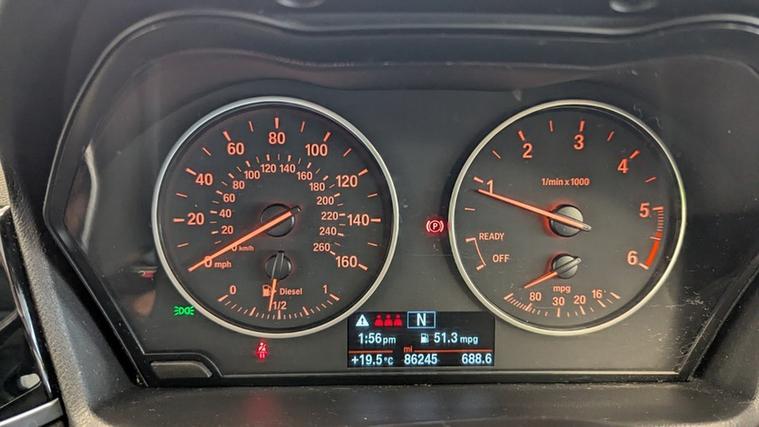 0 20 40 60 80 100 120 140 160
mph
20 40 60 80 100 120 140 160 180 200 220 240 260
km/h
Diesel
0 1/2 1
1 2 3 4 5 6
1/min x 1000
READY
OFF
mpg
80 30 20 16
P
N
1:56pm 51.3 mpg
mi
+19.5°C 86245 688.6